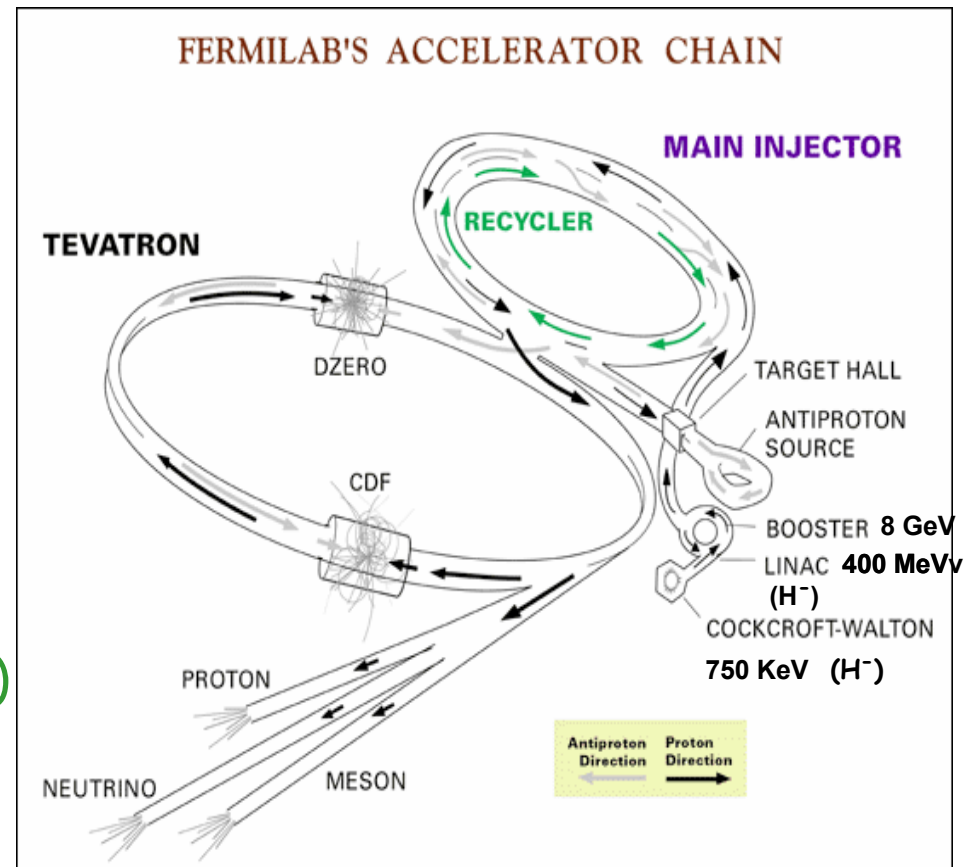 FERMILAB'S ACCELERATOR CHAIN
MAIN INJECTOR
RECYCLER
TEVATRON
DZERO
TARGET HALL
ANTIPROTON
SOURCE
CDF
BOOSTER 8 GeV
LINAC 400 MeVv
(H⁻)
COCKCROFT-WALTON
750 KeV (H⁻)
)
PROTON
NEUTRINO
MESON
Antiproton Direction
Proton Direction